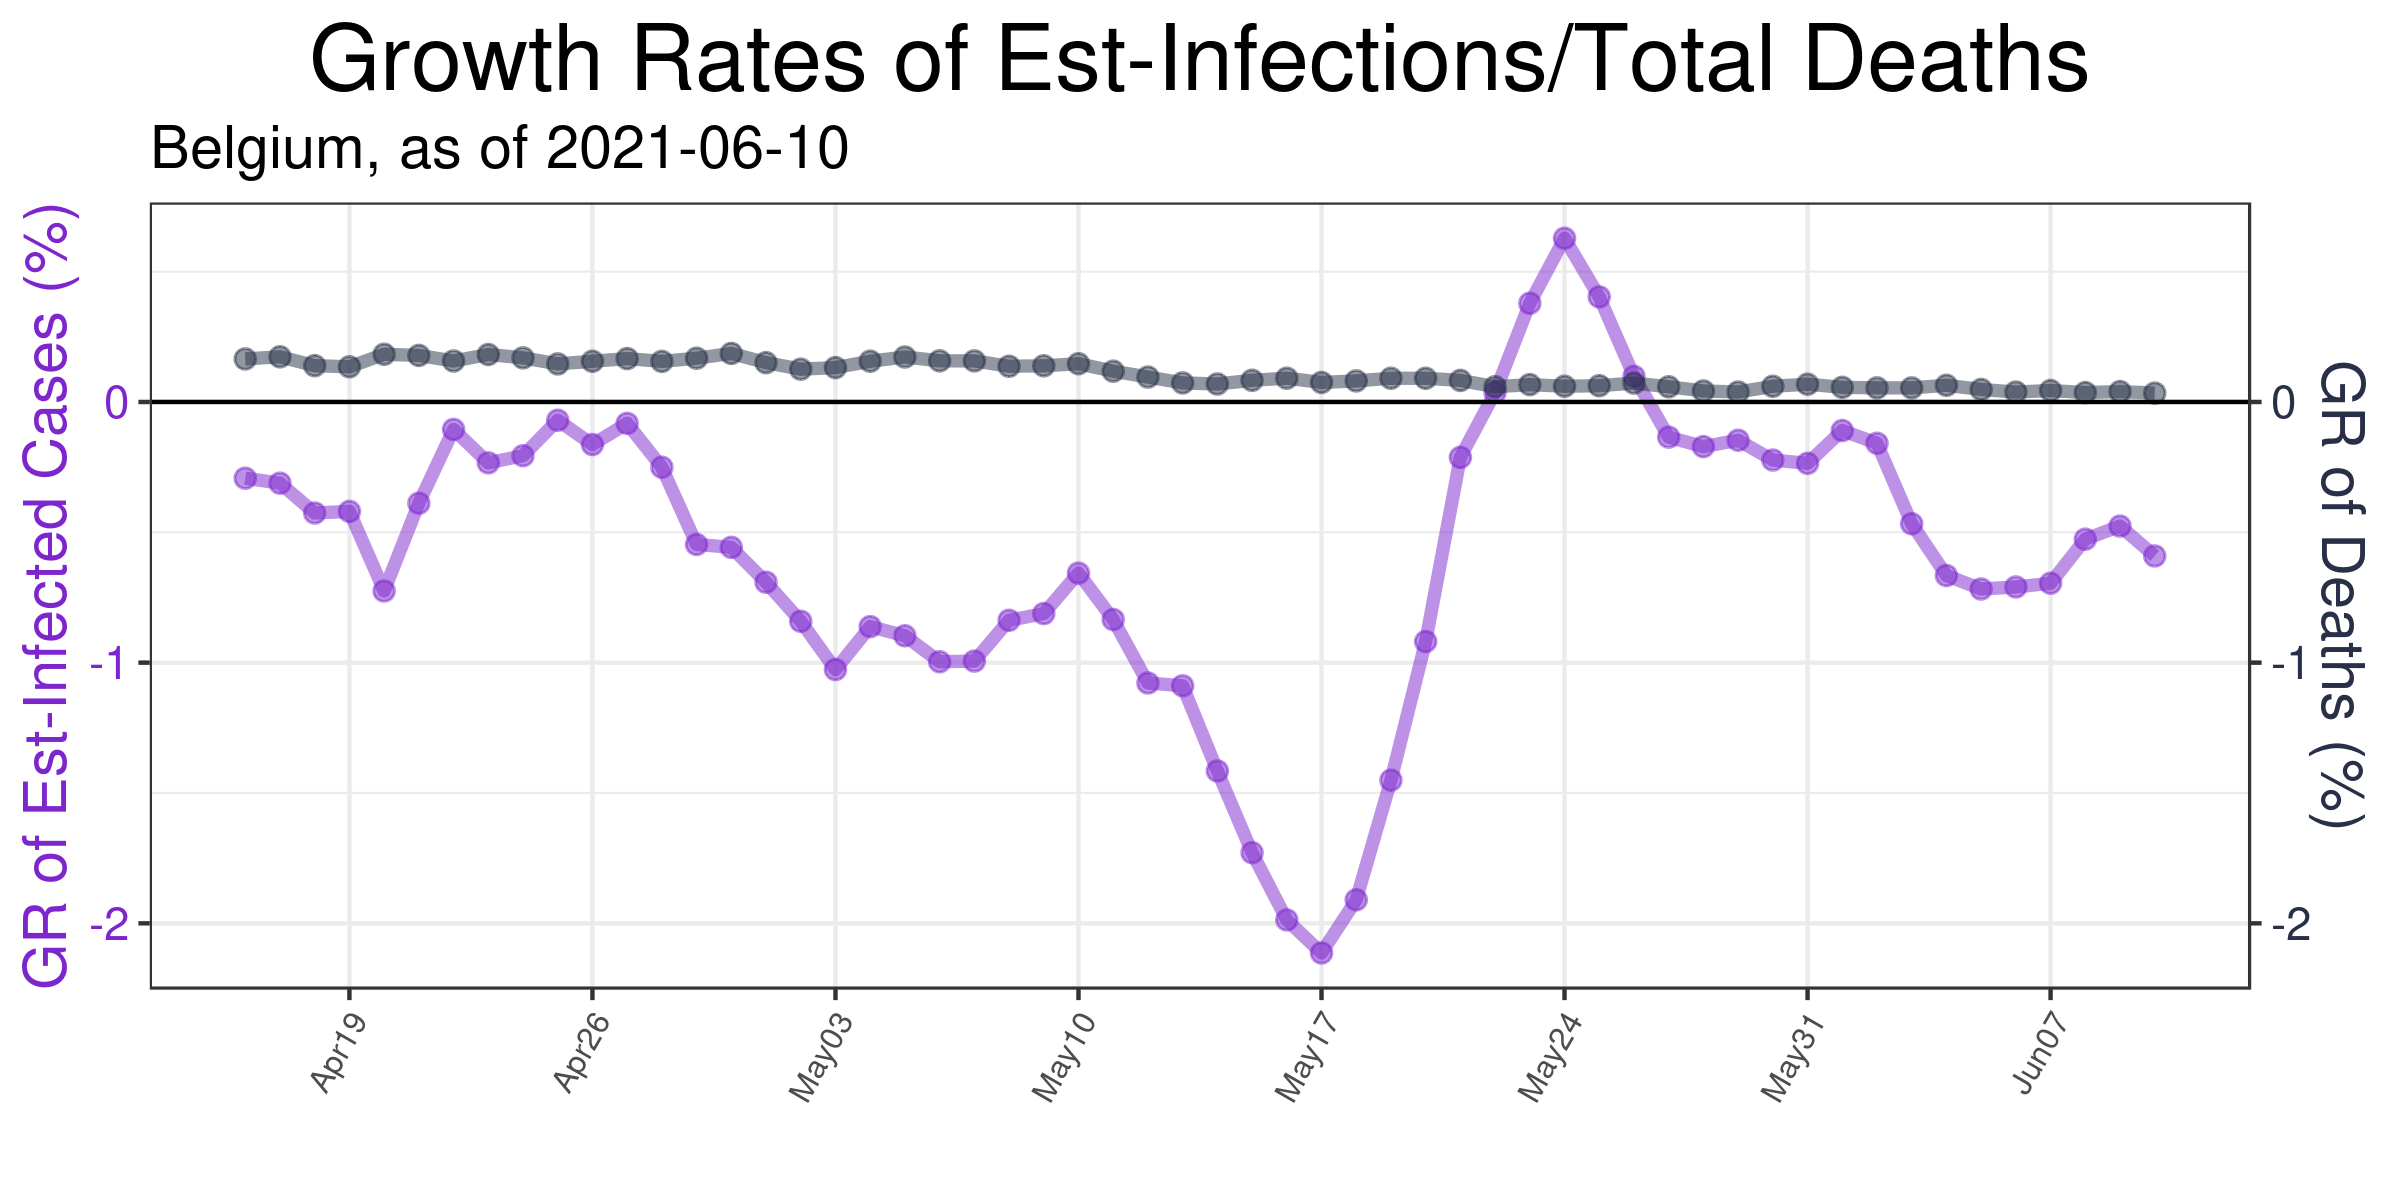 Growth Rates of Est-Infections/Total Deaths
Belgium, as of 2021-06-10
GR of Est-Infected Cases (%)
0
-1
-2
0
-1
-2
GR of Deaths (%)
Apr19
Apr26
May03
May10
May17
May24
May31
Jun07